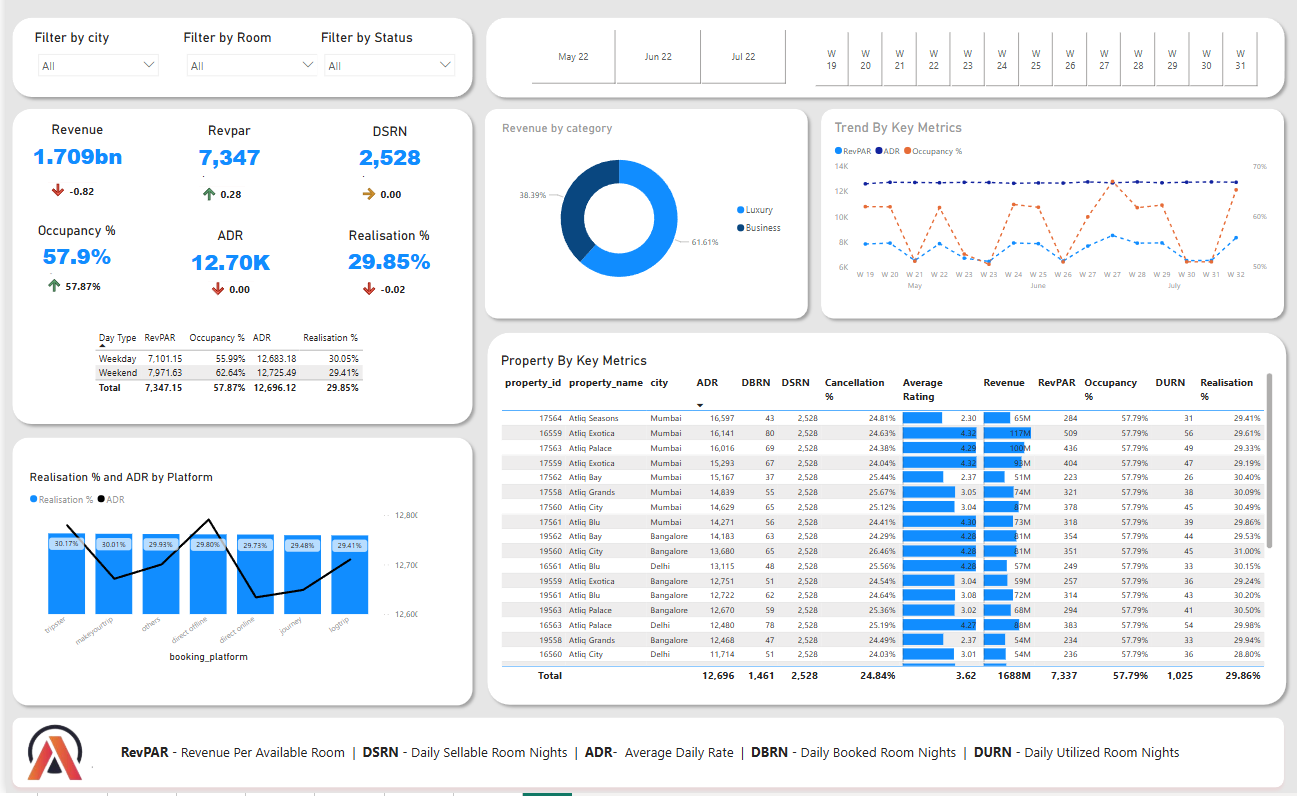 Filter by city Filter by Room Filter by Status
All All All
May 22 Jun 22 Jul 22
W 19 W 20 W 21 W 22 W 23 W 24 W 25 W 26 W 27 W 28 W 29 W 30 W 31
Revenue Revpar DSRN
1.709bn 7,347 2,528
-0.82 0.28 0.00
Occupancy % ADR Realisation %
57.9% 12.70K 29.85%
57.87% 0.00 -0.02
Day Type RevPAR Occupancy % ADR Realisation %
Weekday 7,101.15 55.99% 12,683.18 30.05%
Weekend 7,971.63 62.64% 12,725.49 29.41%
Total 7,347.15 57.87% 12,696.12 29.85%
Revenue by category
38.39%
61.61%
Luxury
Business
Trend By Key Metrics
RevPAR ADR Occupancy %
14K 70%
12K
10K 60%
8K
6K 50%
W 19 W 20 W 21 W 22 W 23 W 23 W 24 W 25 W 26 W 27 W 27 W 28 W 29 W 30 W 31 W 32
May June July
Realisation % and ADR by Platform
Realisation % ADR
12,80
12,70
12,60
30.17% 30.01% 29.93% 29.80% 29.73% 29.48% 29.41%
tripster makeyourtrip others direct offline direct online journey logtrip
booking_platform
Property By Key Metrics
property_id property_name city ADR DBRN DSRN Cancellation % Average Rating Revenue RevPAR Occupancy % DURN Realisation %
17564 Atliq Seasons Mumbai 16,597 43 2,528 24.81% 2.30 65M 284 57.79% 31 29.41%
16559 Atliq Exotica Mumbai 16,141 80 2,528 24.63% 4.32 117M 509 57.79% 56 29.61%
17563 Atliq Palace Mumbai 16,016 69 2,528 24.38% 4.29 100M 436 57.79% 49 29.33%
17559 Atliq Exotica Mumbai 15,293 67 2,528 24.04% 4.32 93M 404 57.79% 47 29.19%
17562 Atliq Bay Mumbai 15,167 37 2,528 25.44% 2.37 51M 223 57.79% 26 30.40%
17558 Atliq Grands Mumbai 14,839 55 2,528 25.67% 3.05 74M 321 57.79% 38 30.09%
17560 Atliq City Mumbai 14,629 65 2,528 25.12% 3.04 87M 378 57.79% 45 30.49%
17561 Atliq Blu Mumbai 14,271 56 2,528 24.41% 4.30 73M 318 57.79% 39 29.86%
19562 Atliq Bay Bangalore 14,183 63 2,528 24.29% 4.28 81M 354 57.79% 44 29.53%
19560 Atliq City Bangalore 13,680 65 2,528 26.46% 4.28 81M 351 57.79% 45 31.00%
16561 Atliq Blu Delhi 13,115 48 2,528 25.56% 4.28 57M 249 57.79% 33 30.15%
19559 Atliq Exotica Bangalore 12,751 51 2,528 24.54% 3.04 59M 257 57.79% 36 29.24%
19561 Atliq Blu Bangalore 12,722 62 2,528 24.64% 3.08 72M 314 57.79% 43 30.20%
19563 Atliq Palace Bangalore 12,670 59 2,528 25.36% 3.02 68M 294 57.79% 41 30.50%
16563 Atliq Palace Delhi 12,480 78 2,528 25.19% 4.27 88M 383 57.79% 54 29.98%
19558 Atliq Grands Bangalore 12,468 47 2,528 24.49% 2.37 54M 234 57.79% 33 29.94%
16560 Atliq City Delhi 11,714 51 2,528 24.03% 3.01 54M 236 57.79% 36 28.80%
Total 12,696 1,461 2,528 24.84% 3.62 1688M 7,337 57.79% 1,025 29.86%
RevPAR - Revenue Per Available Room | DSRN - Daily Sellable Room Nights | ADR- Average Daily Rate | DBRN - Daily Booked Room Nights | DURN - Daily Utilized Room Nights